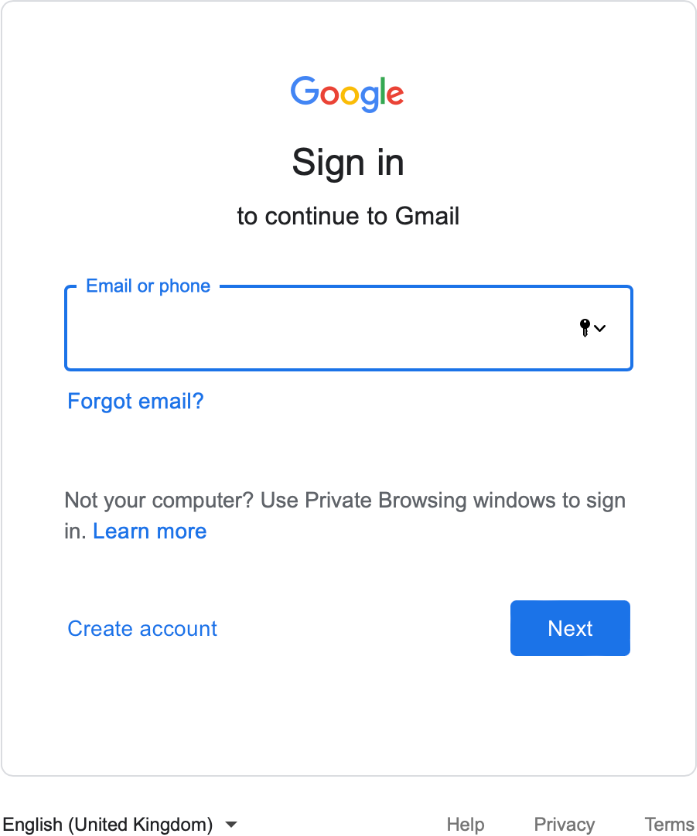 Google
Sign in
to continue to Gmail
Email or phone
Forgot email?
Not your computer? Use Private Browsing windows to sign
in. Learn more
Create account
Next
English (United Kingdom)
Help
Privacy
Terms